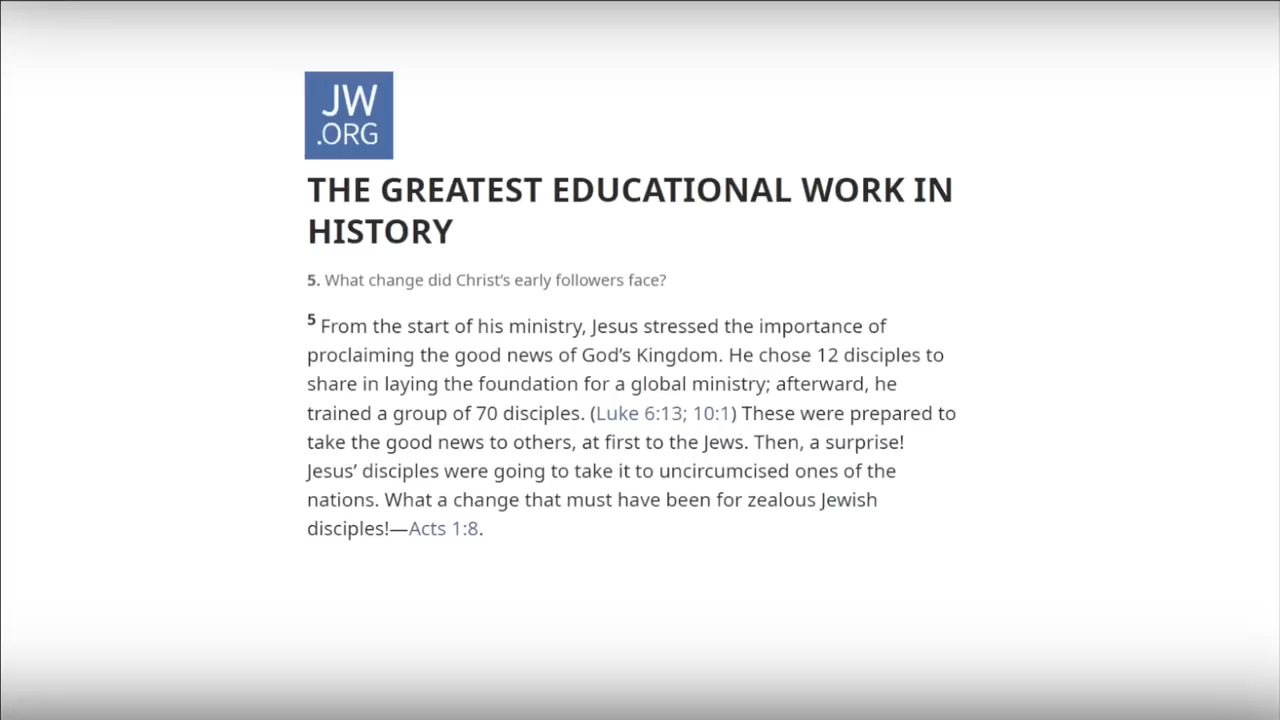 JW
.ORG
THE GREATEST EDUCATIONAL WORK IN
HISTORY
5. What change did Christ’s early followers face?
5 From the start of his ministry, Jesus stressed the importance of
proclaiming the good news of God’s Kingdom. He chose 12 disciples to
share in laying the foundation for a global ministry; afterward, he
trained a group of 70 disciples. (Luke 6:13; 10:1) These were prepared to
take the good news to others, at first to the Jews. Then, a surprise!
Jesus’ disciples were going to take it to uncircumcised ones of the
nations. What a change that must have been for zealous Jewish
disciples!—Acts 1:8.